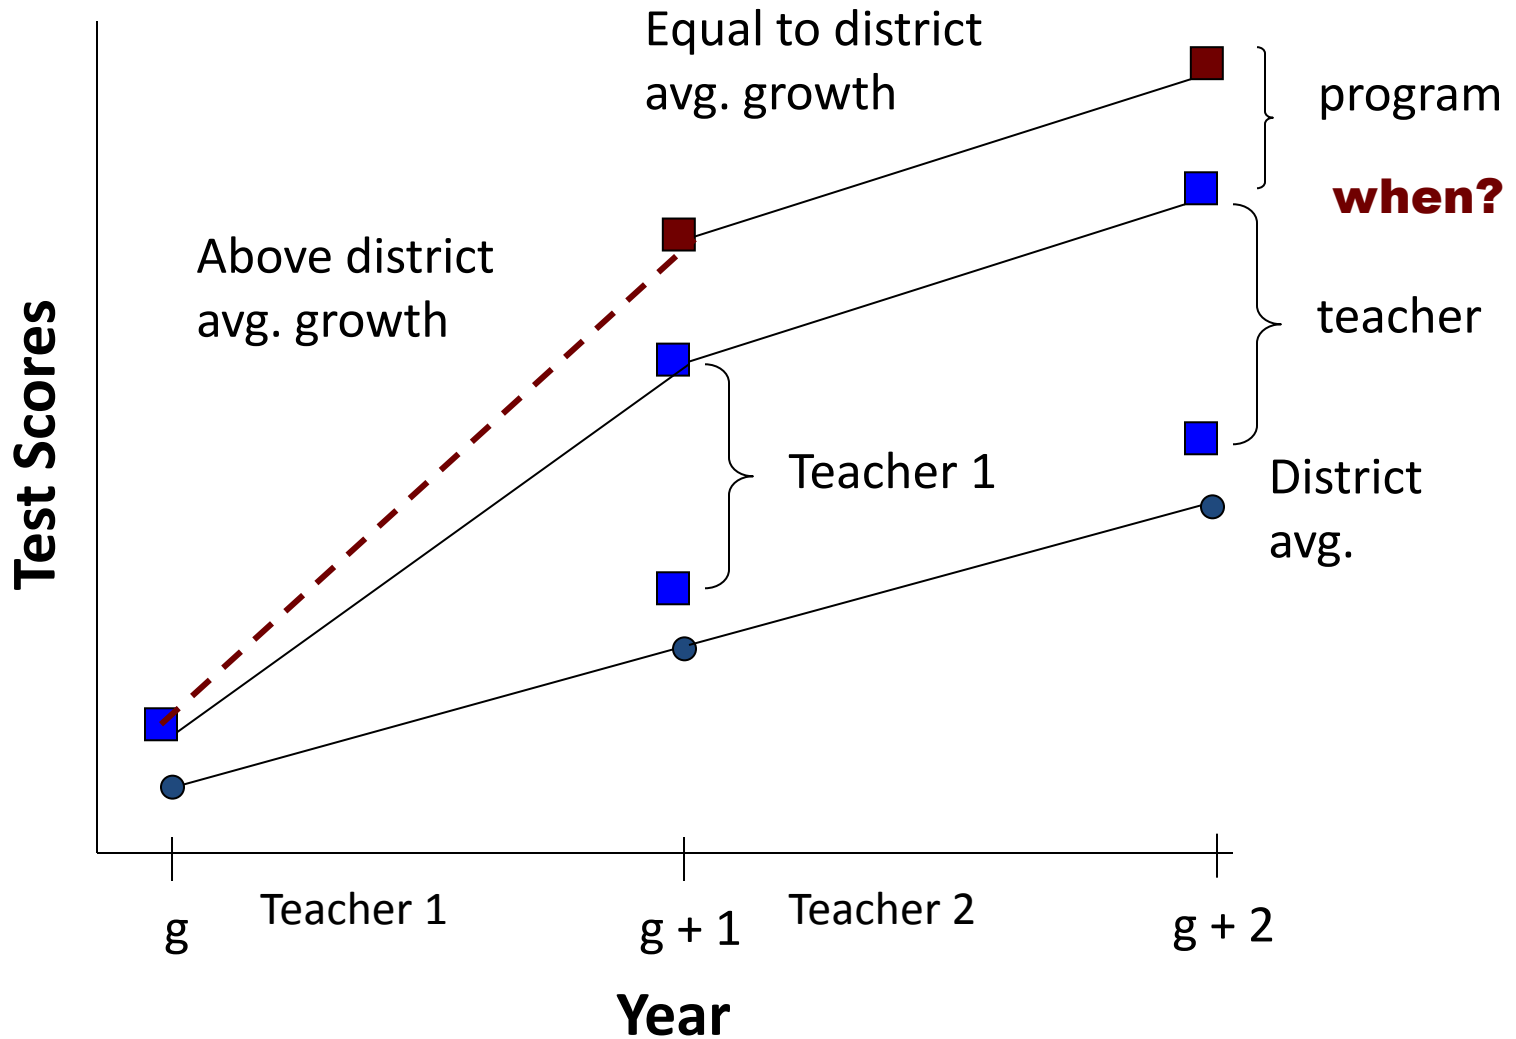 Equal to district
avg. growth
program
when?
Above district
avg. growth
teacher
Teacher 1
District
avg.
Test Scores
g
Teacher 1
g + 1
Teacher 2
g + 2
Year